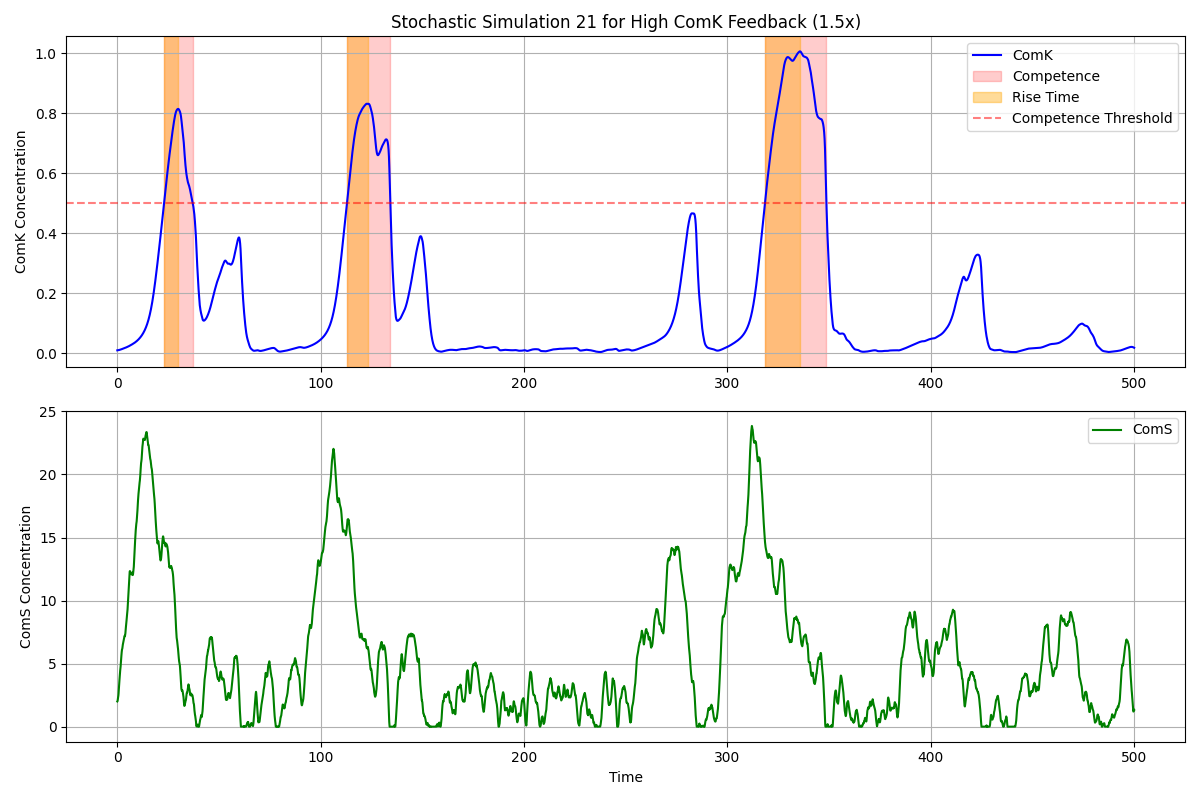 Stochastic Simulation 21 for High ComK Feedback (1.5x)
ComK Concentration
1.0
0.8
0.6
0.4
0.2
0.0
ComK
Competence
Rise Time
Competence Threshold
0 100 200 300 400 500
ComS Concentration
25
20
15
10
5
0
ComS
0 100 200 300 400 500
Time